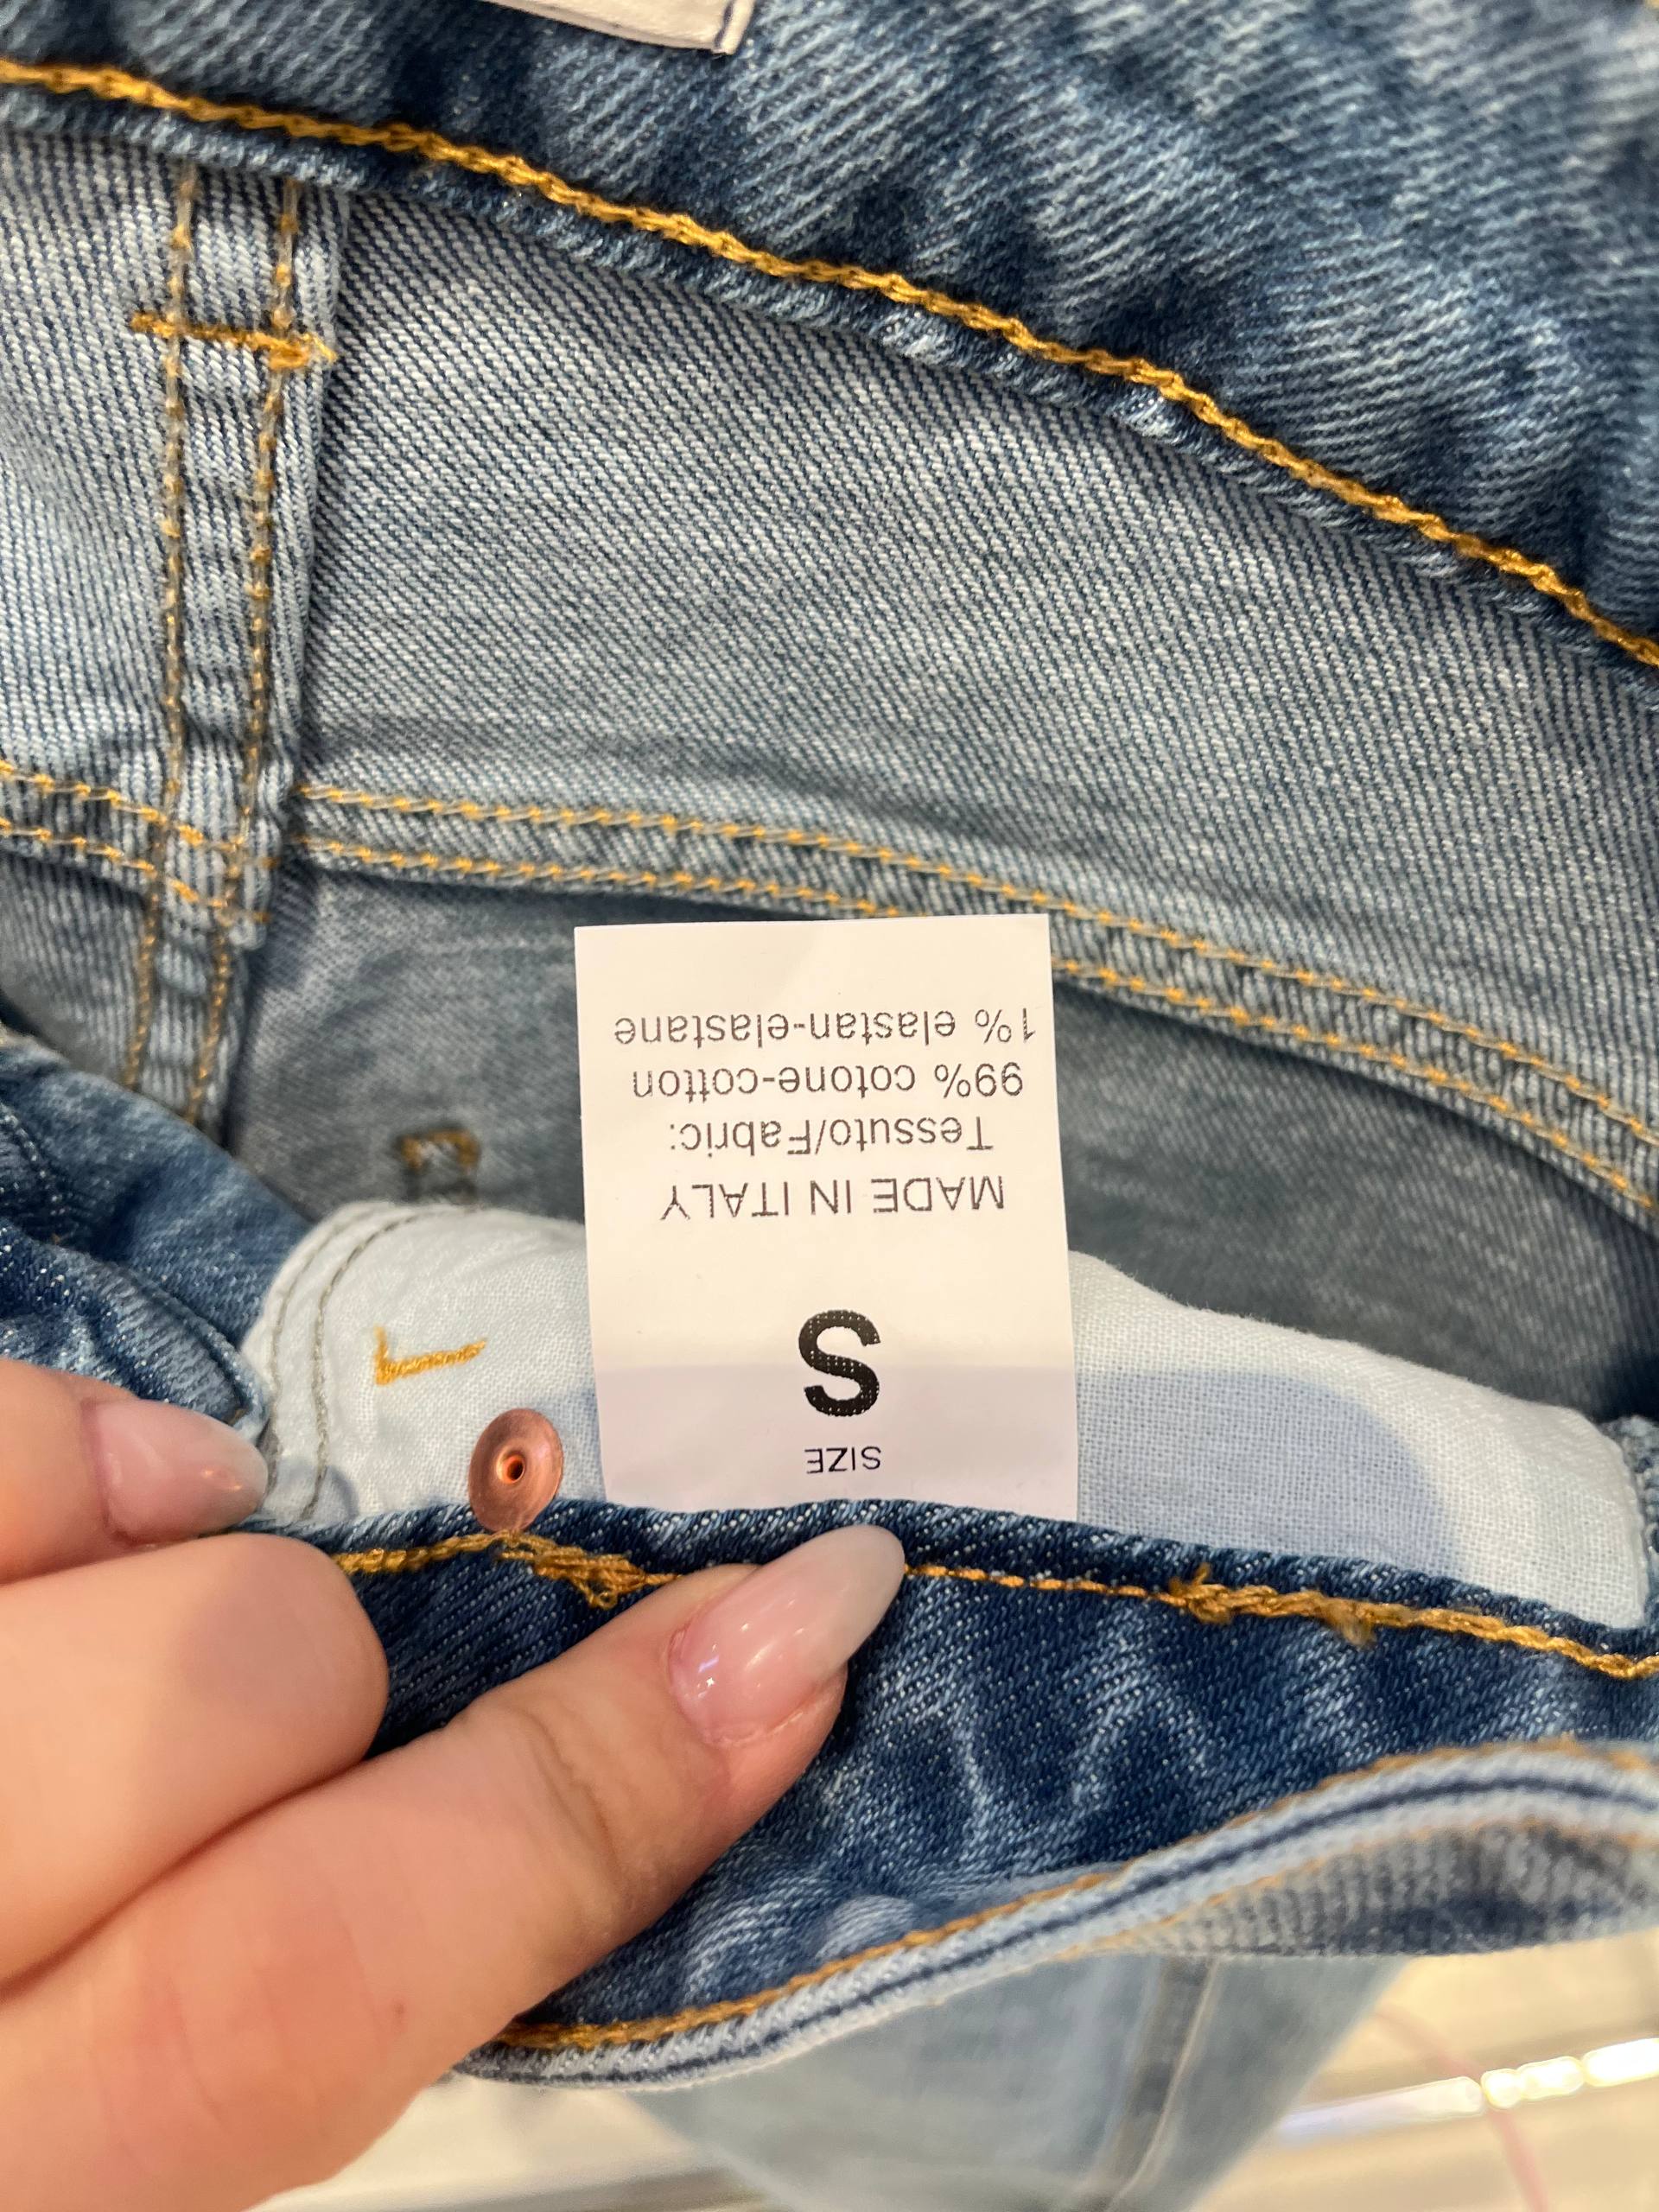 SIZE
S
MADE IN ITALY
Tessuto/Fabric:
99% cotone-cotton
1% elastan-elastane